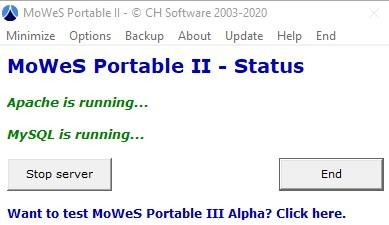 MoWeS Portable II - © CH Software 2003-2020
Minimize Options Backup About Update Help End
MoWeS Portable II - Status
Apache is running...
MySQL is running...
Stop server End
Want to test MoWeS Portable III Alpha? Click here.